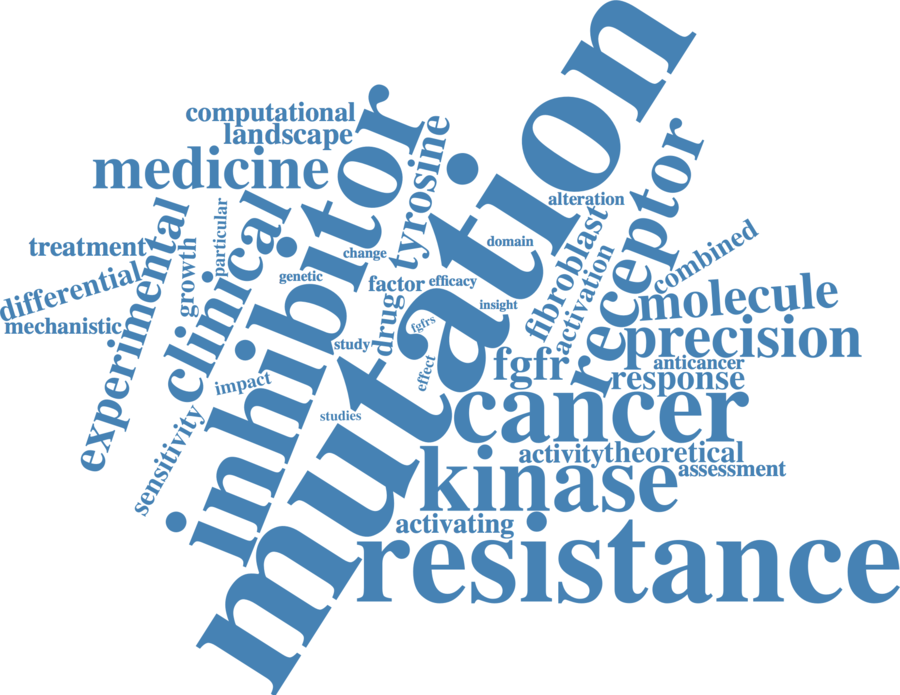 mutation
computational
inhibitor
landscape
tyrosine
receptor
medicine
alteration
experimental
particular
clinical
fibroblast
combined
treatment
growth
change
domain
activation
differential
genetic
factor
efficacy
molecule
mechanistic
drug
fgfrs
insight
precision
study
fgfr
anticancer
impact
effect
response
sensitivity
studies
cancer
activity
theoretical
kinase
assessment
activating
resistance